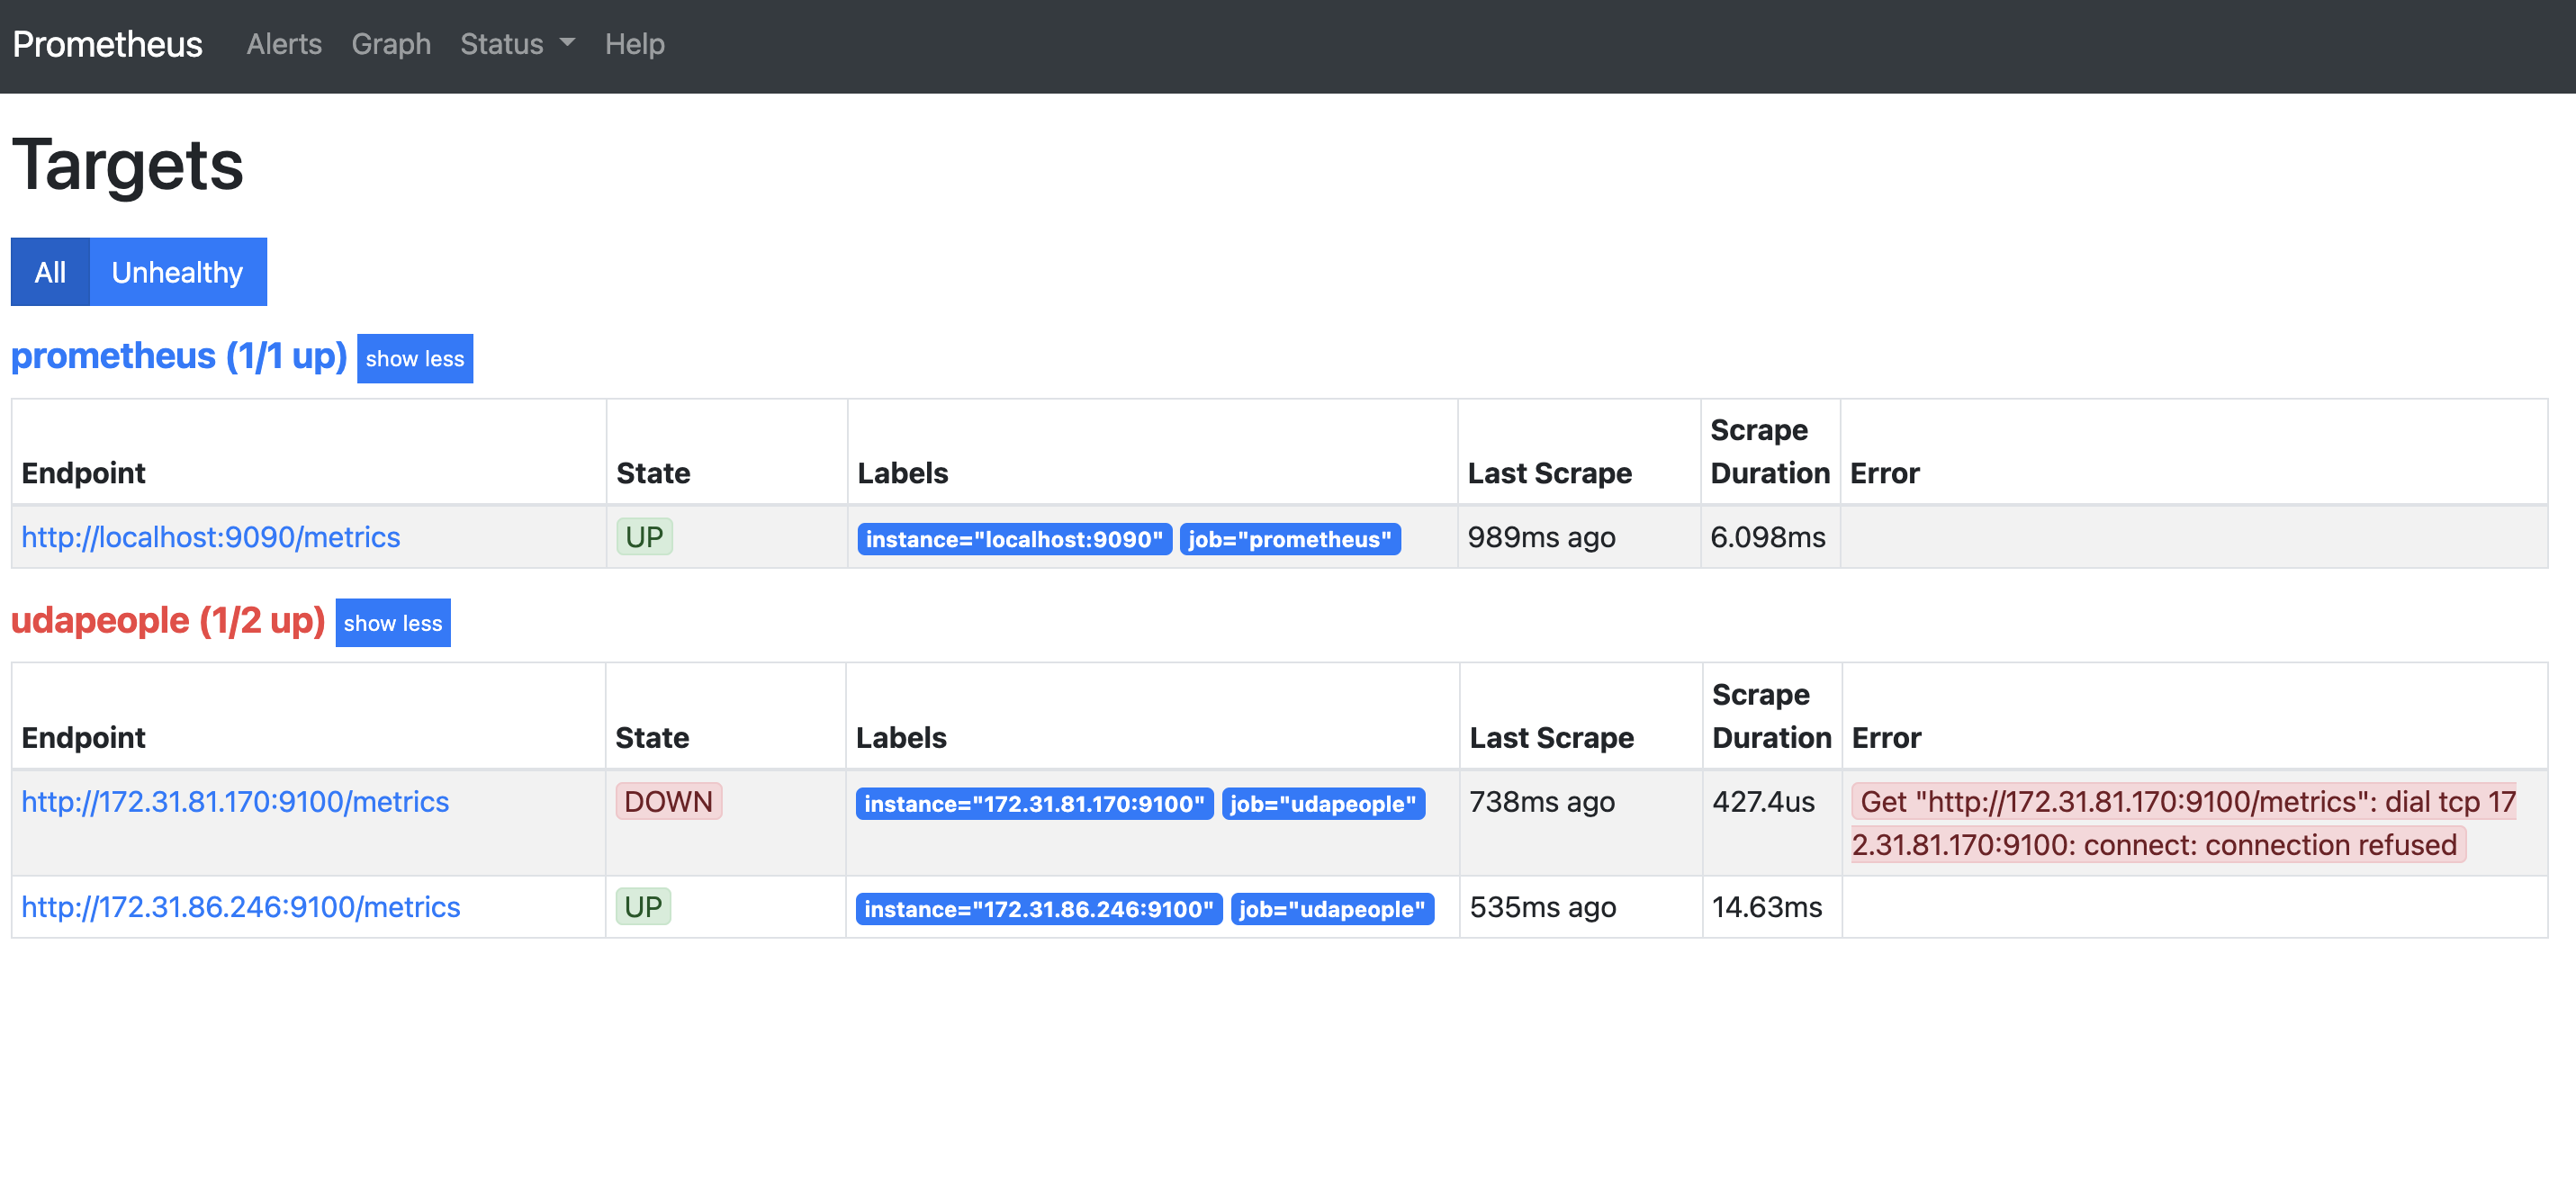 Prometheus Alerts Graph Status Help
Targets
All Unhealthy
prometheus (1/1 up) show less
Endpoint State Labels Last Scrape Scrape Duration Error
http://localhost:9090/metrics UP instance="localhost:9090" job="prometheus" 989ms ago 6.098ms
udapeople (1/2 up) show less
Endpoint State Labels Last Scrape Scrape Duration Error
http://172.31.81.170:9100/metrics DOWN instance="172.31.81.170:9100" job="udapeople" 738ms ago 427.4us Get "http://172.31.81.170:9100/metrics": dial tcp 17
2.31.81.170:9100: connect: connection refused
http://172.31.86.246:9100/metrics UP instance="172.31.86.246:9100" job="udapeople" 535ms ago 14.63ms